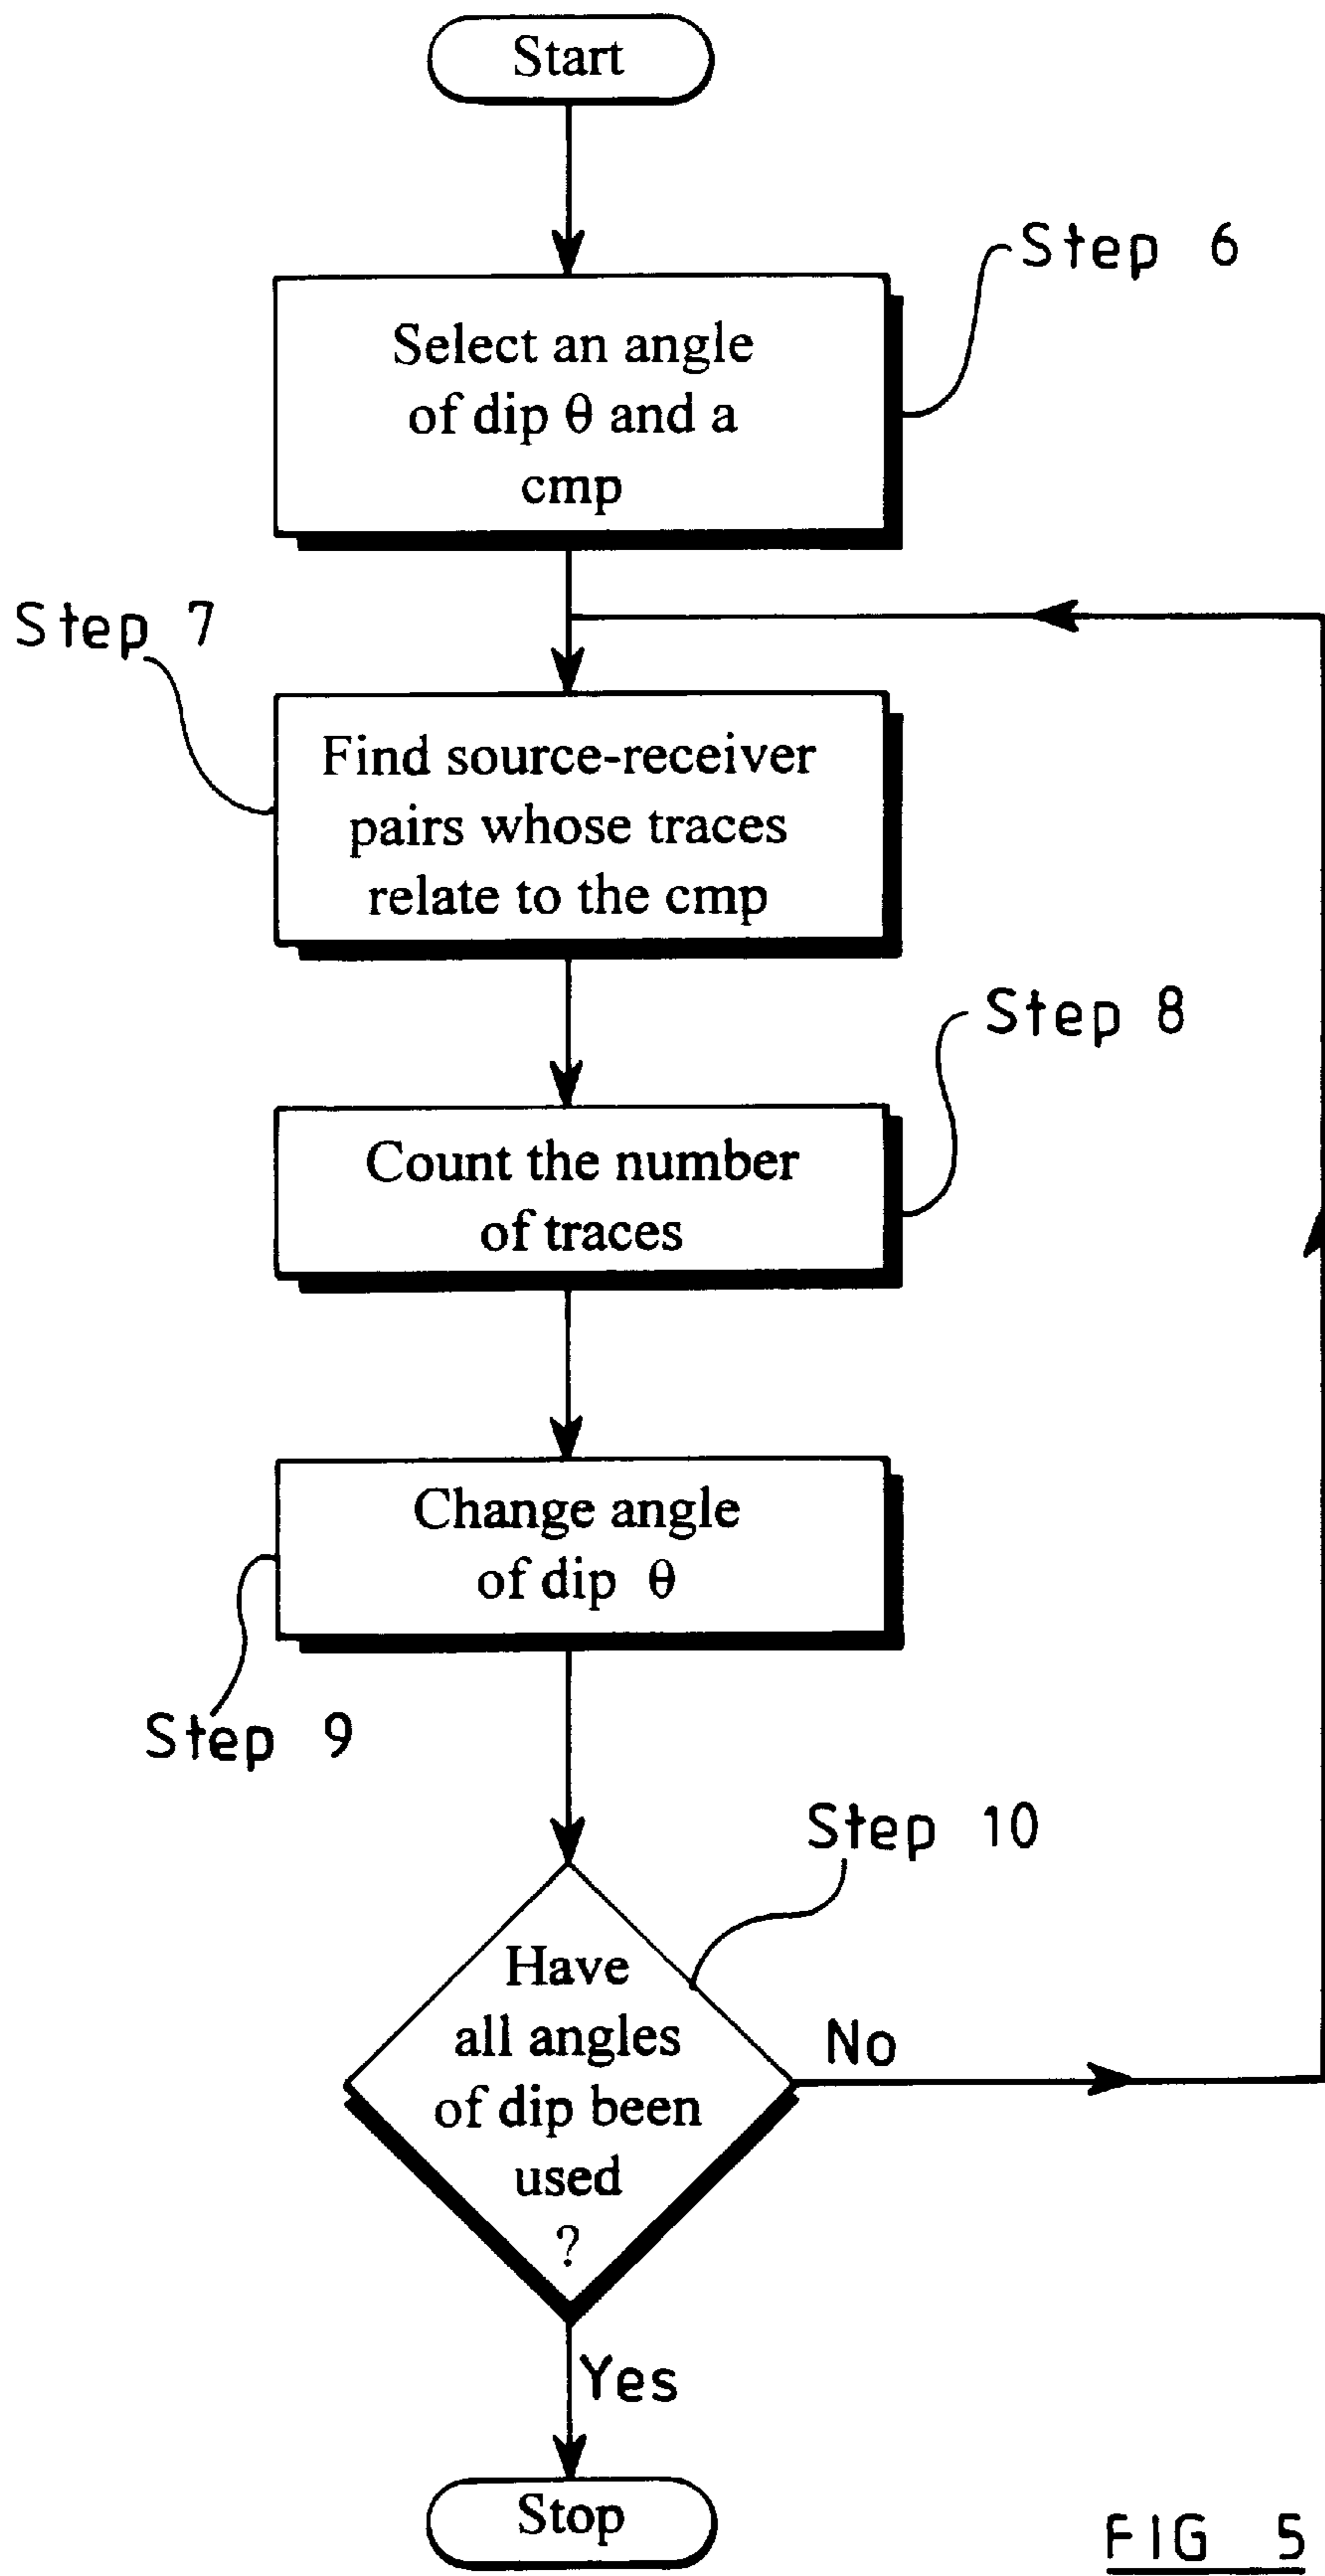 Start
Step 6
Select an angle
of dip θ and a
cmp
Step 7
Find source-receiver
pairs whose traces
relate to the cmp
Step 8
Count the number
of traces
Change angle
of dip θ
Step 9
Step 10
Have
all angles
of dip been
used
?
No
Yes
Stop
FIG 5